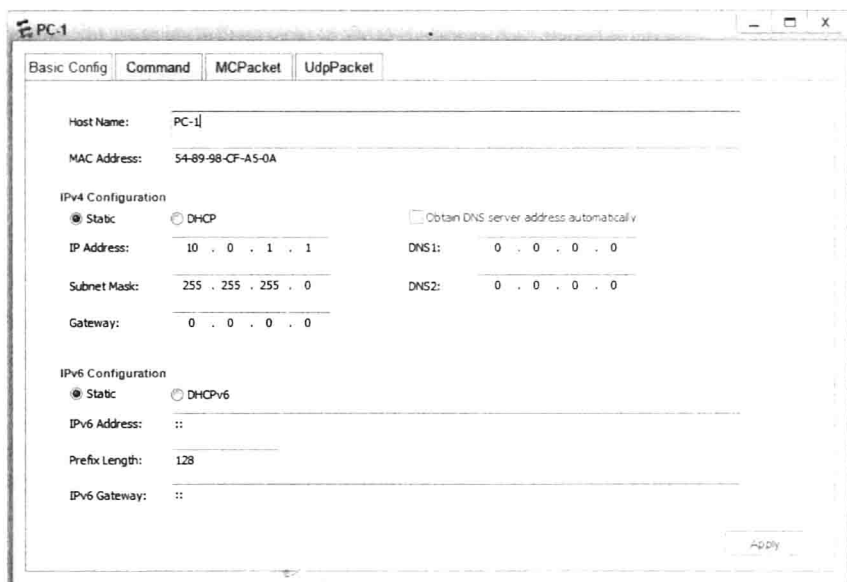 PC-1
Basic Config Command MCPacket UdpPacket
Host Name: PC-1
MAC Address: 54-89-98-CF-A5-0A
IPv4 Configuration
Static DHCP Obtain DNS server address automatically
IP Address: 10 . 0 . 1 . 1 DNS1: 0 . 0 . 0 . 0
Subnet Mask: 255 . 255 . 255 . 0 DNS2: 0 . 0 . 0 . 0
Gateway: 0 . 0 . 0 . 0
IPv6 Configuration
Static DHCPv6
IPv6 Address: ::
Prefix Length: 128
IPv6 Gateway: ::
Apply